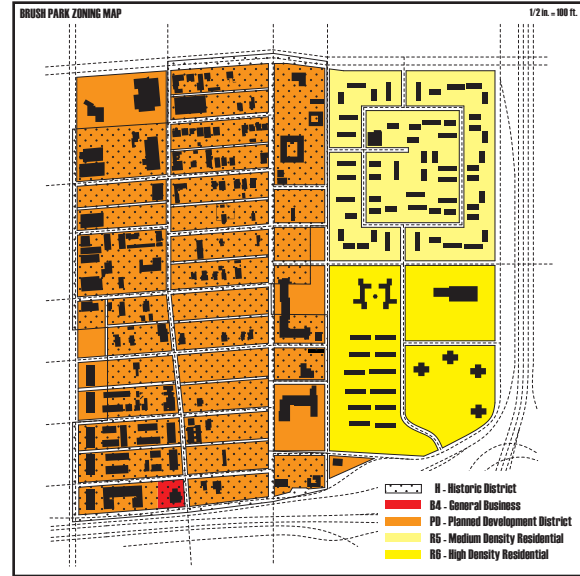 BRUSH PARK ZONING MAP
1/2 in. = 100 ft.
H - Historic District
B4 - General Business
PD - Planned Development District
R5 - Medium Density Residential
R6 - High Density Residential